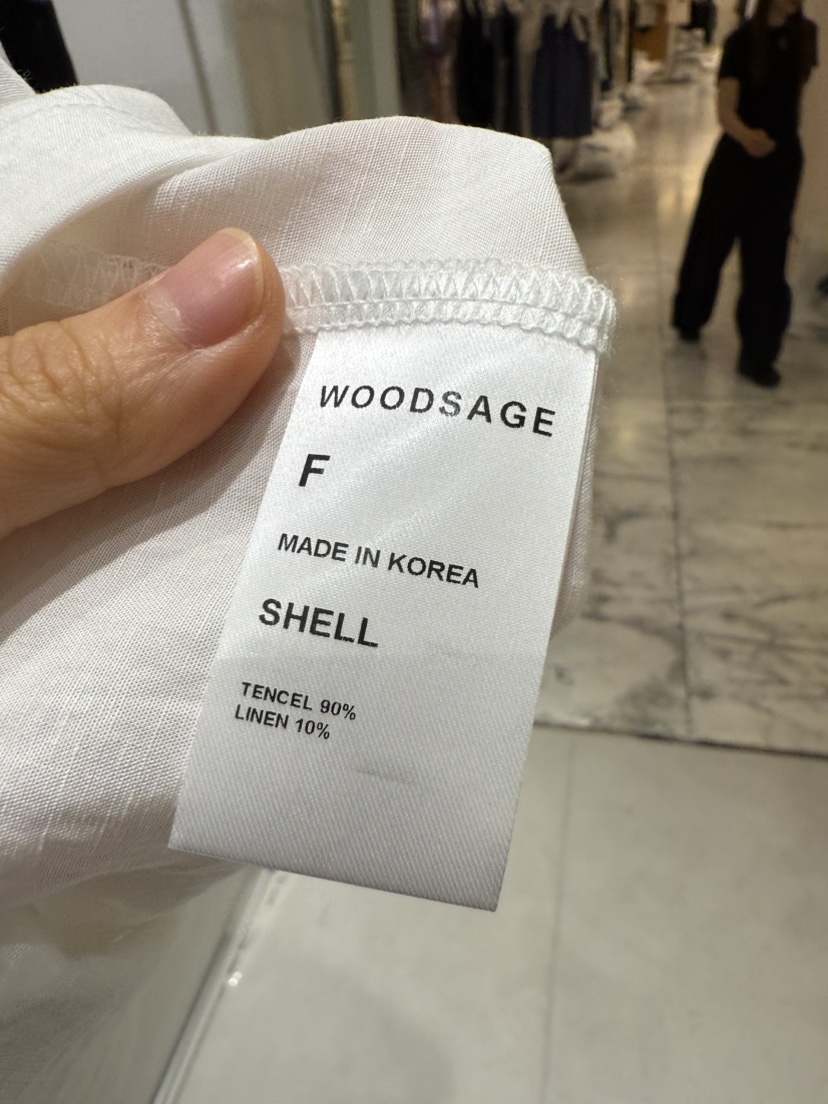 WOODSAGE
F
MADE IN KOREA
SHELL
TENCEL 90%
LINEN 10%